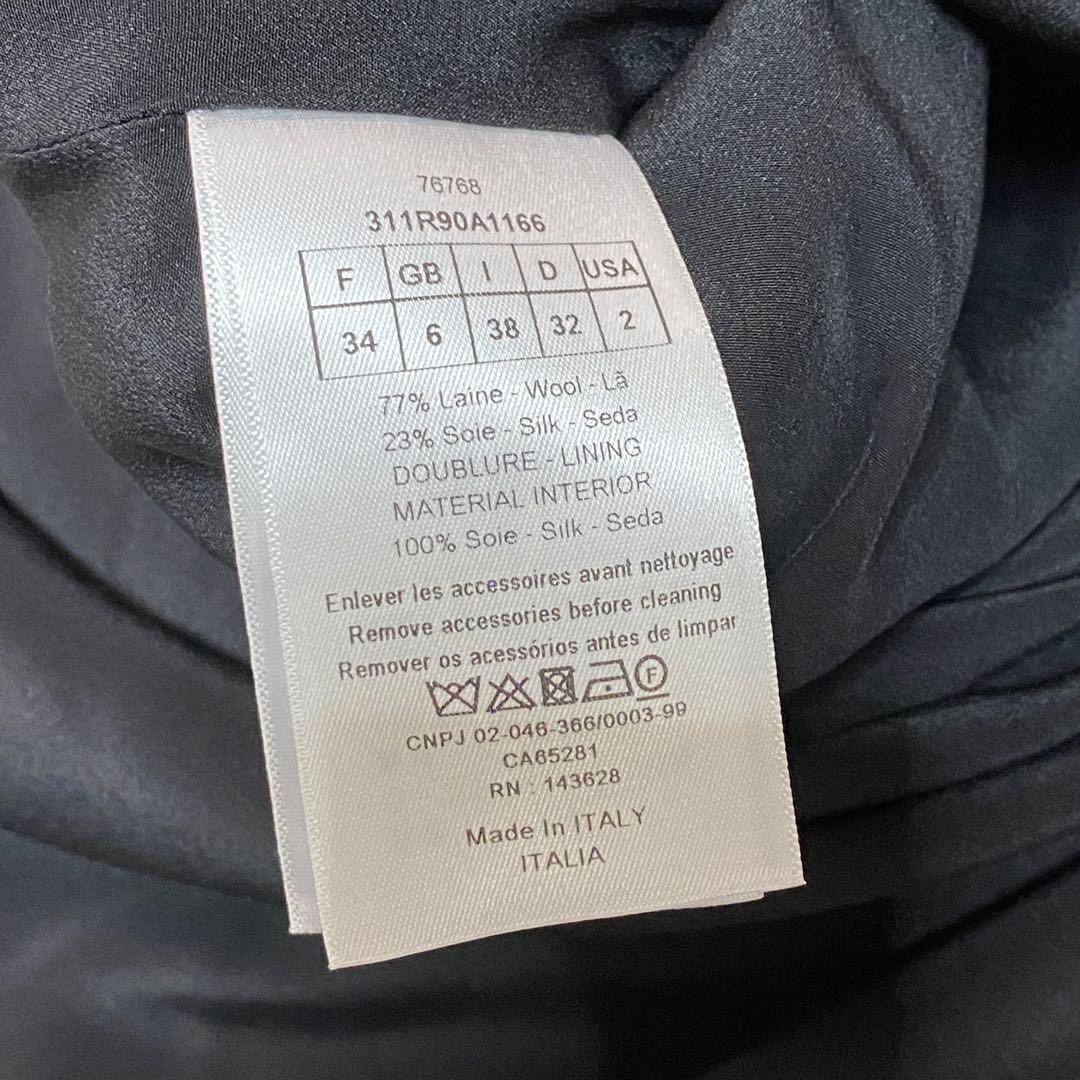 76768
311R90A1166
F GB I D USA
34 6 38 32 2
77% Laine - Wool - Lã
23% Soie - Silk - Seda
DOUBLURE - LINING
MATERIAL INTERIOR
100% Soie - Silk - Seda
Enlever les accessoires avant nettoyage
Remove accessories before cleaning
Remover os acessórios antes de limpar
F
CNPJ 02-046-366/0003-99
CA65281
RN : 143628
Made In ITALY
ITALIA